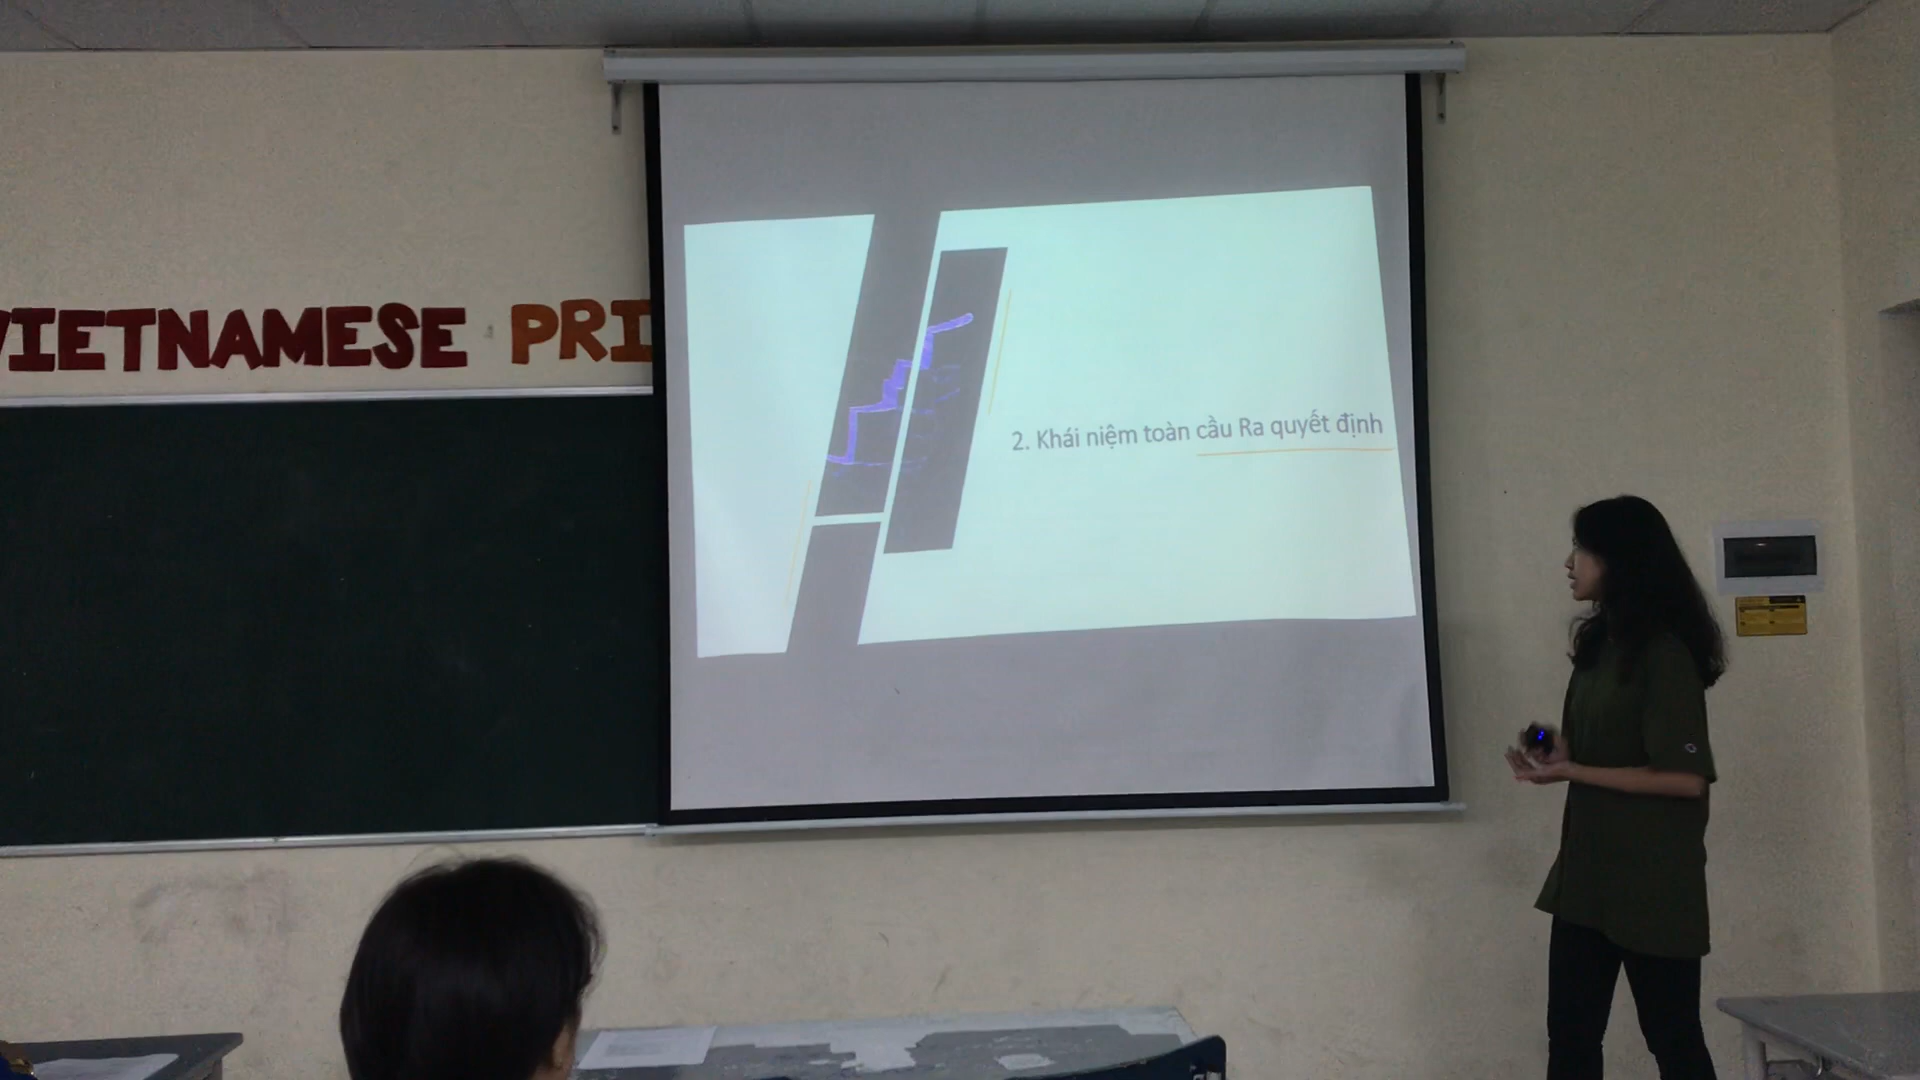 VIETNAMESE PRI
2. Khái niệm toàn cầu Ra quyết định